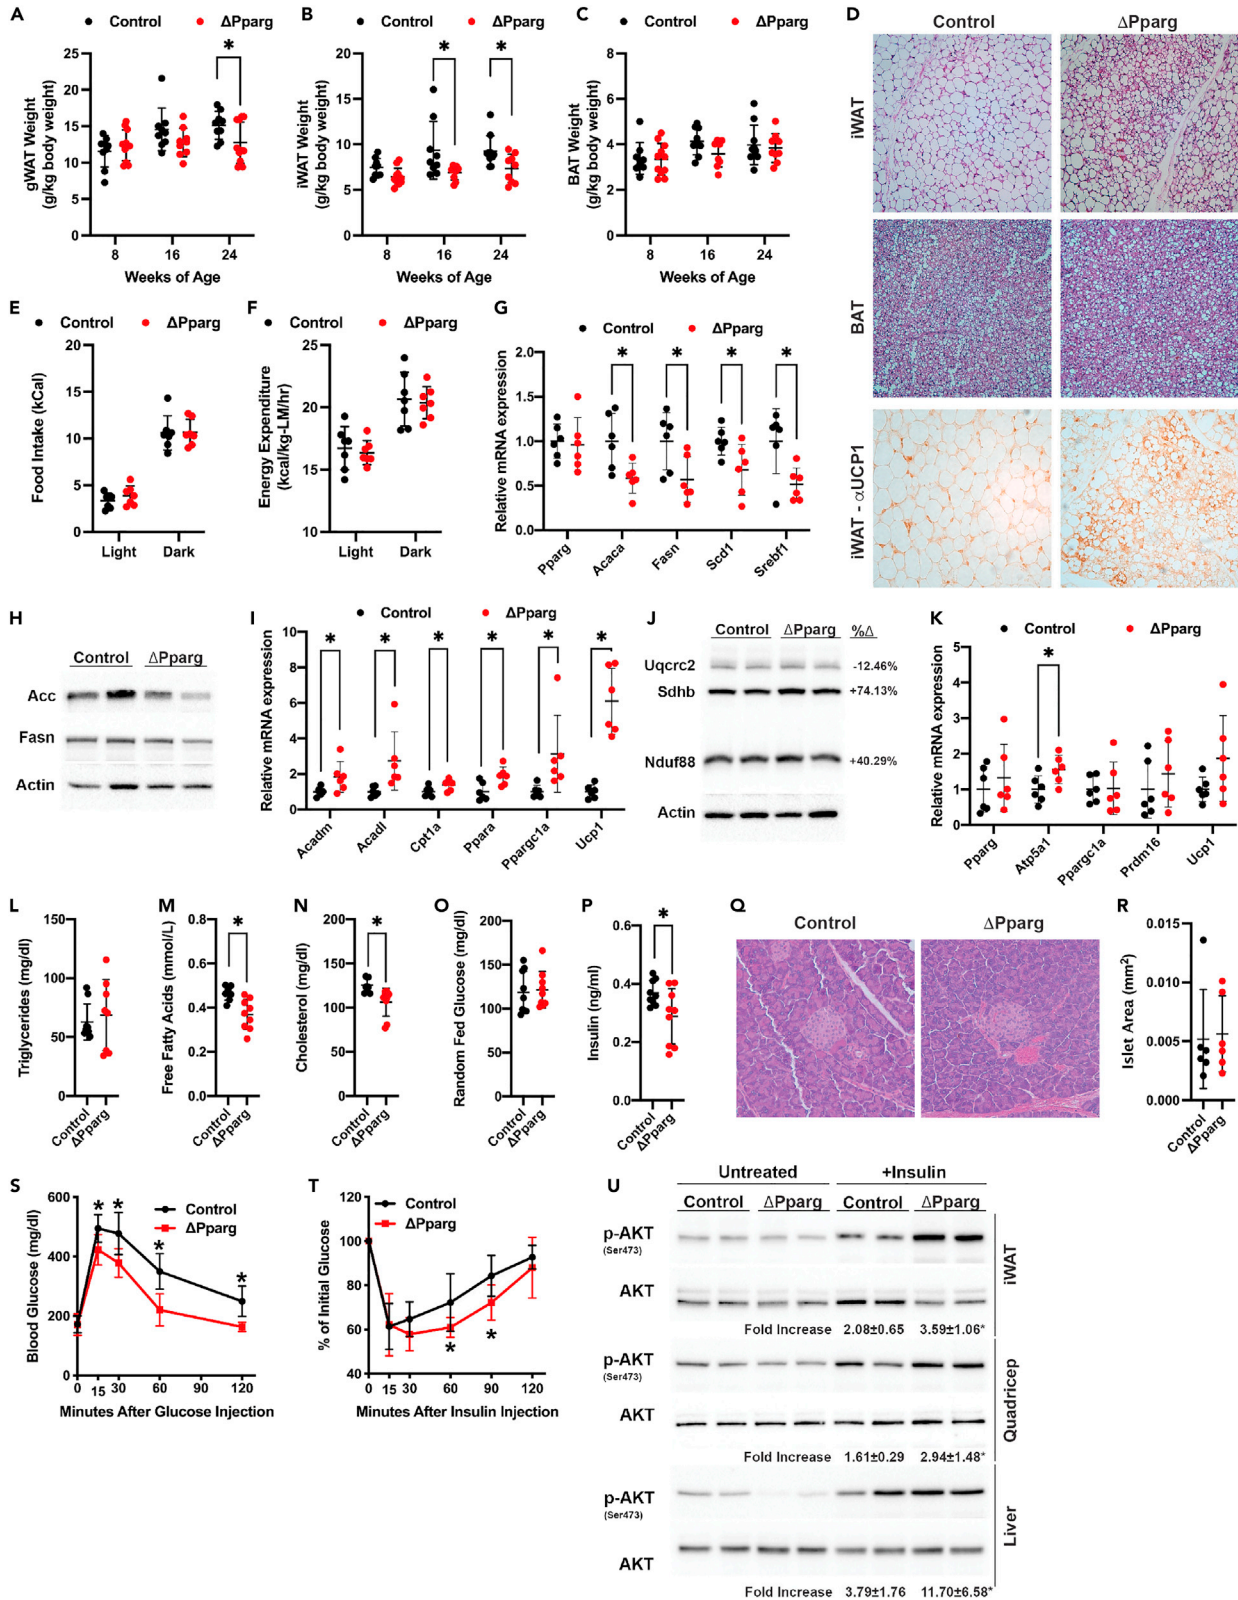 A
Control ΔPparg
gWAT Weight
(g/kg body weight)
25
20
15
10
5
0
8 16 24
Weeks of Age
*
B
Control ΔPparg
iWAT Weight
(g/kg body weight)
20
15
10
5
0
8 16 24
Weeks of Age
* *
C
Control ΔPparg
BAT Weight
(g/kg body weight)
8
6
4
2
0
8 16 24
Weeks of Age
D
Control ΔPparg
iWAT
BAT
iWAT - αUCP1
E
Control ΔPparg
Food Intake (kCal)
20
15
10
5
0
Light Dark
F
Control ΔPparg
Energy Expenditure
(kcal/kg-LM/hr)
25
20
15
10
Light Dark
G
Control ΔPparg
Relative mRNA expression
2.0
1.5
1.0
0.5
0.0
* * * *
Pparg Acaca Fasn Scd1 Srebf1
H
Control ΔPparg
Acc
Fasn
Actin
I
Control ΔPparg
Relative mRNA expression
10
8
6
4
2
0
* * * * * *
Acadm Acadl Cpt1a Ppara Ppargc1a Ucp1
J
Control ΔPparg %Δ
Uqcrc2 -12.46%
Sdhb +74.13%
Nduf88 +40.29%
Actin
K
Control ΔPparg
Relative mRNA expression
5
4
3
2
1
0
*
Pparg Atp5a1 Ppargc1a Prdm16 Ucp1
L
Triglycerides (mg/dl)
150
100
50
0
Control ΔPparg
M
Free Fatty Acids (mmol/L)
0.8
0.6
0.4
0.2
0.0
*
Control ΔPparg
N
Cholesterol (mg/dl)
200
150
100
50
0
*
Control ΔPparg
O
Random Fed Glucose (mg/dl)
250
200
150
100
50
0
Control ΔPparg
P
Insulin (ng/ml)
0.6
0.4
0.2
0.0
*
Control ΔPparg
Q
Control ΔPparg
R
Islet Area (mm²)
0.015
0.010
0.005
0.000
Control ΔPparg
S
Control
ΔPparg
Blood Glucose (mg/dl)
600
400
200
0
* * * *
0 15 30 60 90 120
Minutes After Glucose Injection
T
Control
ΔPparg
% of Initial Glucose
100
80
60
40
* *
0 15 30 60 90 120
Minutes After Insulin Injection
U
Untreated +Insulin
Control ΔPparg Control ΔPparg
p-AKT
(Ser473)
AKT
Fold Increase 2.08±0.65 3.59±1.06*
iWAT
p-AKT
(Ser473)
AKT
Fold Increase 1.61±0.29 2.94±1.48*
Quadricep
p-AKT
(Ser473)
AKT
Fold Increase 3.79±1.76 11.70±6.58*
Liver